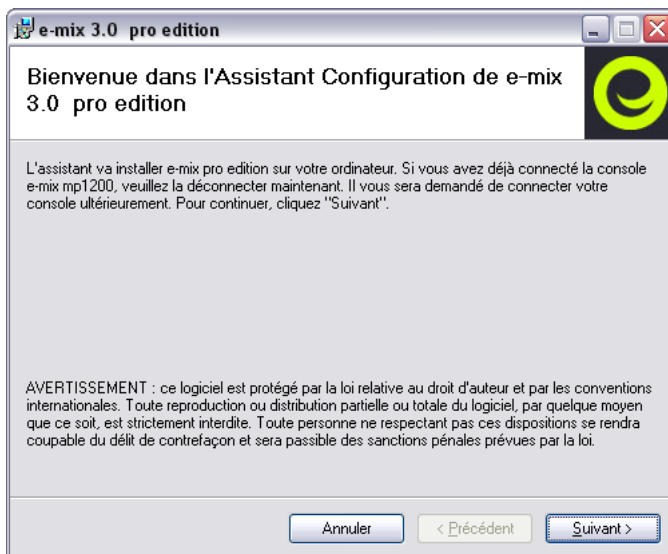 e-mix 3.0  pro edition
Bienvenue dans l'Assistant Configuration de e-mix
3.0  pro edition
L'assistant va installer e-mix pro edition sur votre ordinateur. Si vous avez déjà connecté la console
e-mix mp1200, veuillez la déconnecter maintenant. Il vous sera demandé de connecter votre
console ultérieurement. Pour continuer, cliquez "Suivant".
AVERTISSEMENT : ce logiciel est protégé par la loi relative au droit d'auteur et par les conventions
internationales. Toute reproduction ou distribution partielle ou totale du logiciel, par quelque moyen
que ce soit, est strictement interdite. Toute personne ne respectant pas ces dispositions se rendra
coupable du délit de contrefaçon et sera passible des sanctions pénales prévues par la loi.
Annuler < Précédent Suivant >